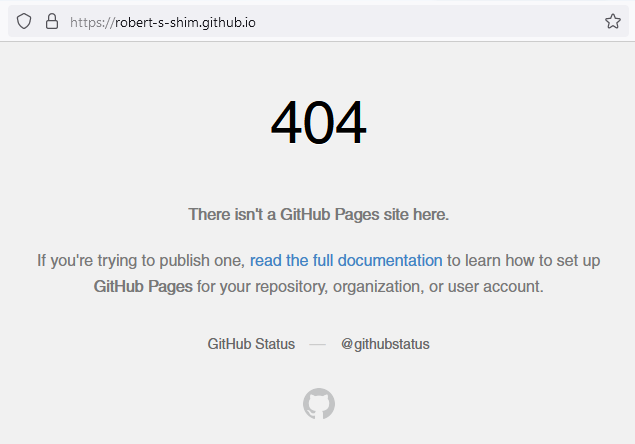 https://robert-s-shim.github.io
404
There isn't a GitHub Pages site here.
If you're trying to publish one, read the full documentation to learn how to set up
GitHub Pages for your repository, organization, or user account.
GitHub Status — @githubstatus